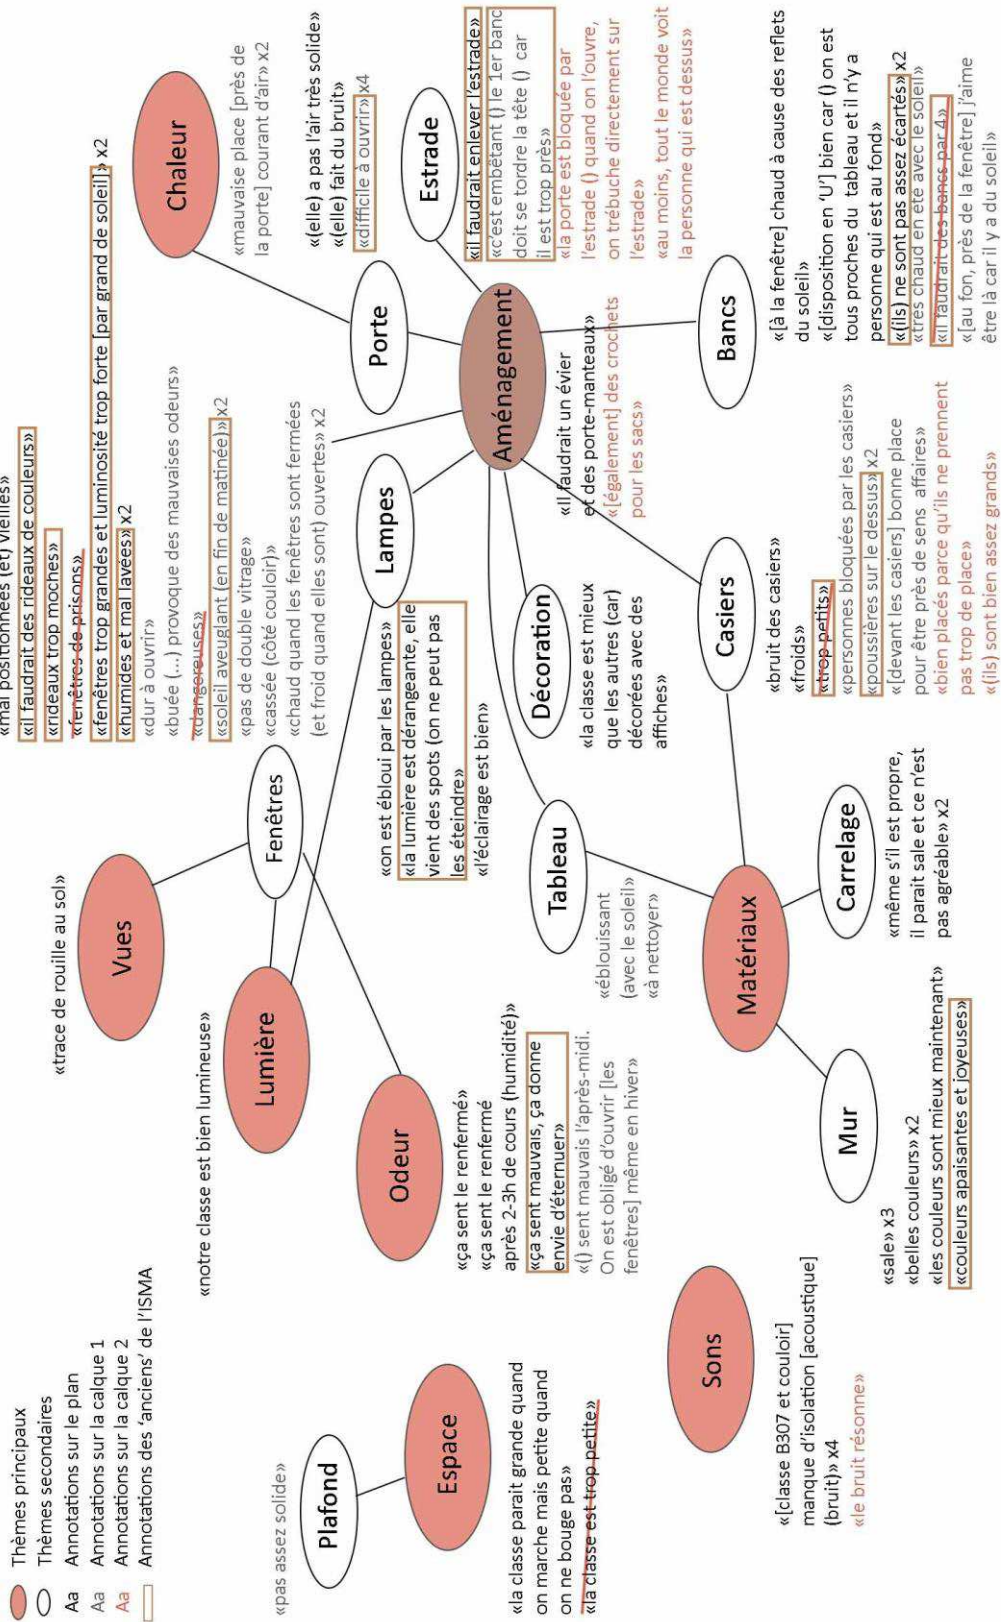 Thèmes principaux
Thèmes secondaires
Aa Annotations sur le plan
Aa Annotations sur la calque 1
Aa Annotations sur la calque 2
Annotations des ‘anciens’ de l’ISMA
«pas assez solide»
Plafond
Espace
«la classe parait grande quand
on marche mais petite quand
on ne bouge pas»
«la classe est trop petite»
Sons
«[classe B307 et couloir]
manque d’isolation [acoustique]
(bruit)» x4
«le bruit résonne»
«trace de rouille au sol»
Vues
«notre classe est bien lumineuse»
Lumière
Fenêtres
Odeur
«ça sent le renfermé»
«ça sent le renfermé
après 2-3h de cours (humidité)»
«ça sent mauvais, ça donne
envie d’éternuer»
«() sent mauvais l’après-midi.
On est obligé d’ouvrir [les
fenêtres] même en hiver»
«mal positionnées (et) vieilles»
«il faudrait des rideaux de couleurs»
«rideaux trop moches»
«fenêtres de prisons»
«fenêtres trop grandes et luminosité trop forte [par grand de soleil]» x2
«humides et mal lavées» x2
«dur à ouvrir»
«buée (...) provoque des mauvaises odeurs»
«dangereuses»
«soleil aveuglant (en fin de matinée)»x2
«pas de double vitrage»
«cassée (côté couloir)»
«chaud quand les fenêtres sont fermées
(et froid quand elles sont) ouvertes» x2
Lampes
«on est ébloui par les lampes»
«lla lumière est dérangeante, elle
vient des spots (on ne peut pas
les éteindre»
«l’éclairage est bien»
Chaleur
«mauvaise place [près de
la porte] courant d’air» x2
Porte
«(elle) a pas l’air très solide»
«(elle) fait du bruit»
«difficile à ouvrir» x4
Estrade
«il faudrait enlever l’estrade»
«c’est embêtant () le 1er banc
doit se tordre la tête () car
il est trop près»
«la porte est bloquée par
l’estrade () quand on l’ouvre,
on trébuche directement sur
l’estrade»
«au moins, tout le monde voit
la personne qui est dessus»
Aménagement
«Il faudrait un évier
et des porte-manteaux»
«[également] des crochets
pour les sacs»
Bancs
«[à la fenêtre] chaud à cause des reflets
du soleil»
«[disposition en ‘U’] bien car () on est
tous proches du tableau et il n’y a
personne qui est au fond»
«(ils) ne sont pas assez écartés» x2
«très chaud en été avec le soleil»
«il faudrait des bancs par 4»
«[au fon, près de la fenêtre] j’aime
être là car il y a du soleil»
Décoration
«la classe est mieux
que les autres (car)
décorées avec des
affiches»
Tableau
«éblouissant
(avec le soleil»
«à nettoyer»
Casiers
«bruit des casiers»
«froids»
«trop petits»
«personnes bloquées par les casiers»
«poussières sur le dessus» x2
«[devant les casiers] bonne place
pour être près de sens affaires»
«bien placés parce qu’ils ne prennent
pas trop de place»
«(ils) sont bien assez grands»
Matériaux
Carrelage
«même s’il est propre,
il parait sale et ce n’est
pas agréable» x2
Mur
«sale» x3
«belles couleurs» x2
«les couleurs sont mieux maintenant»
«couleurs apaisantes et joyeuses»